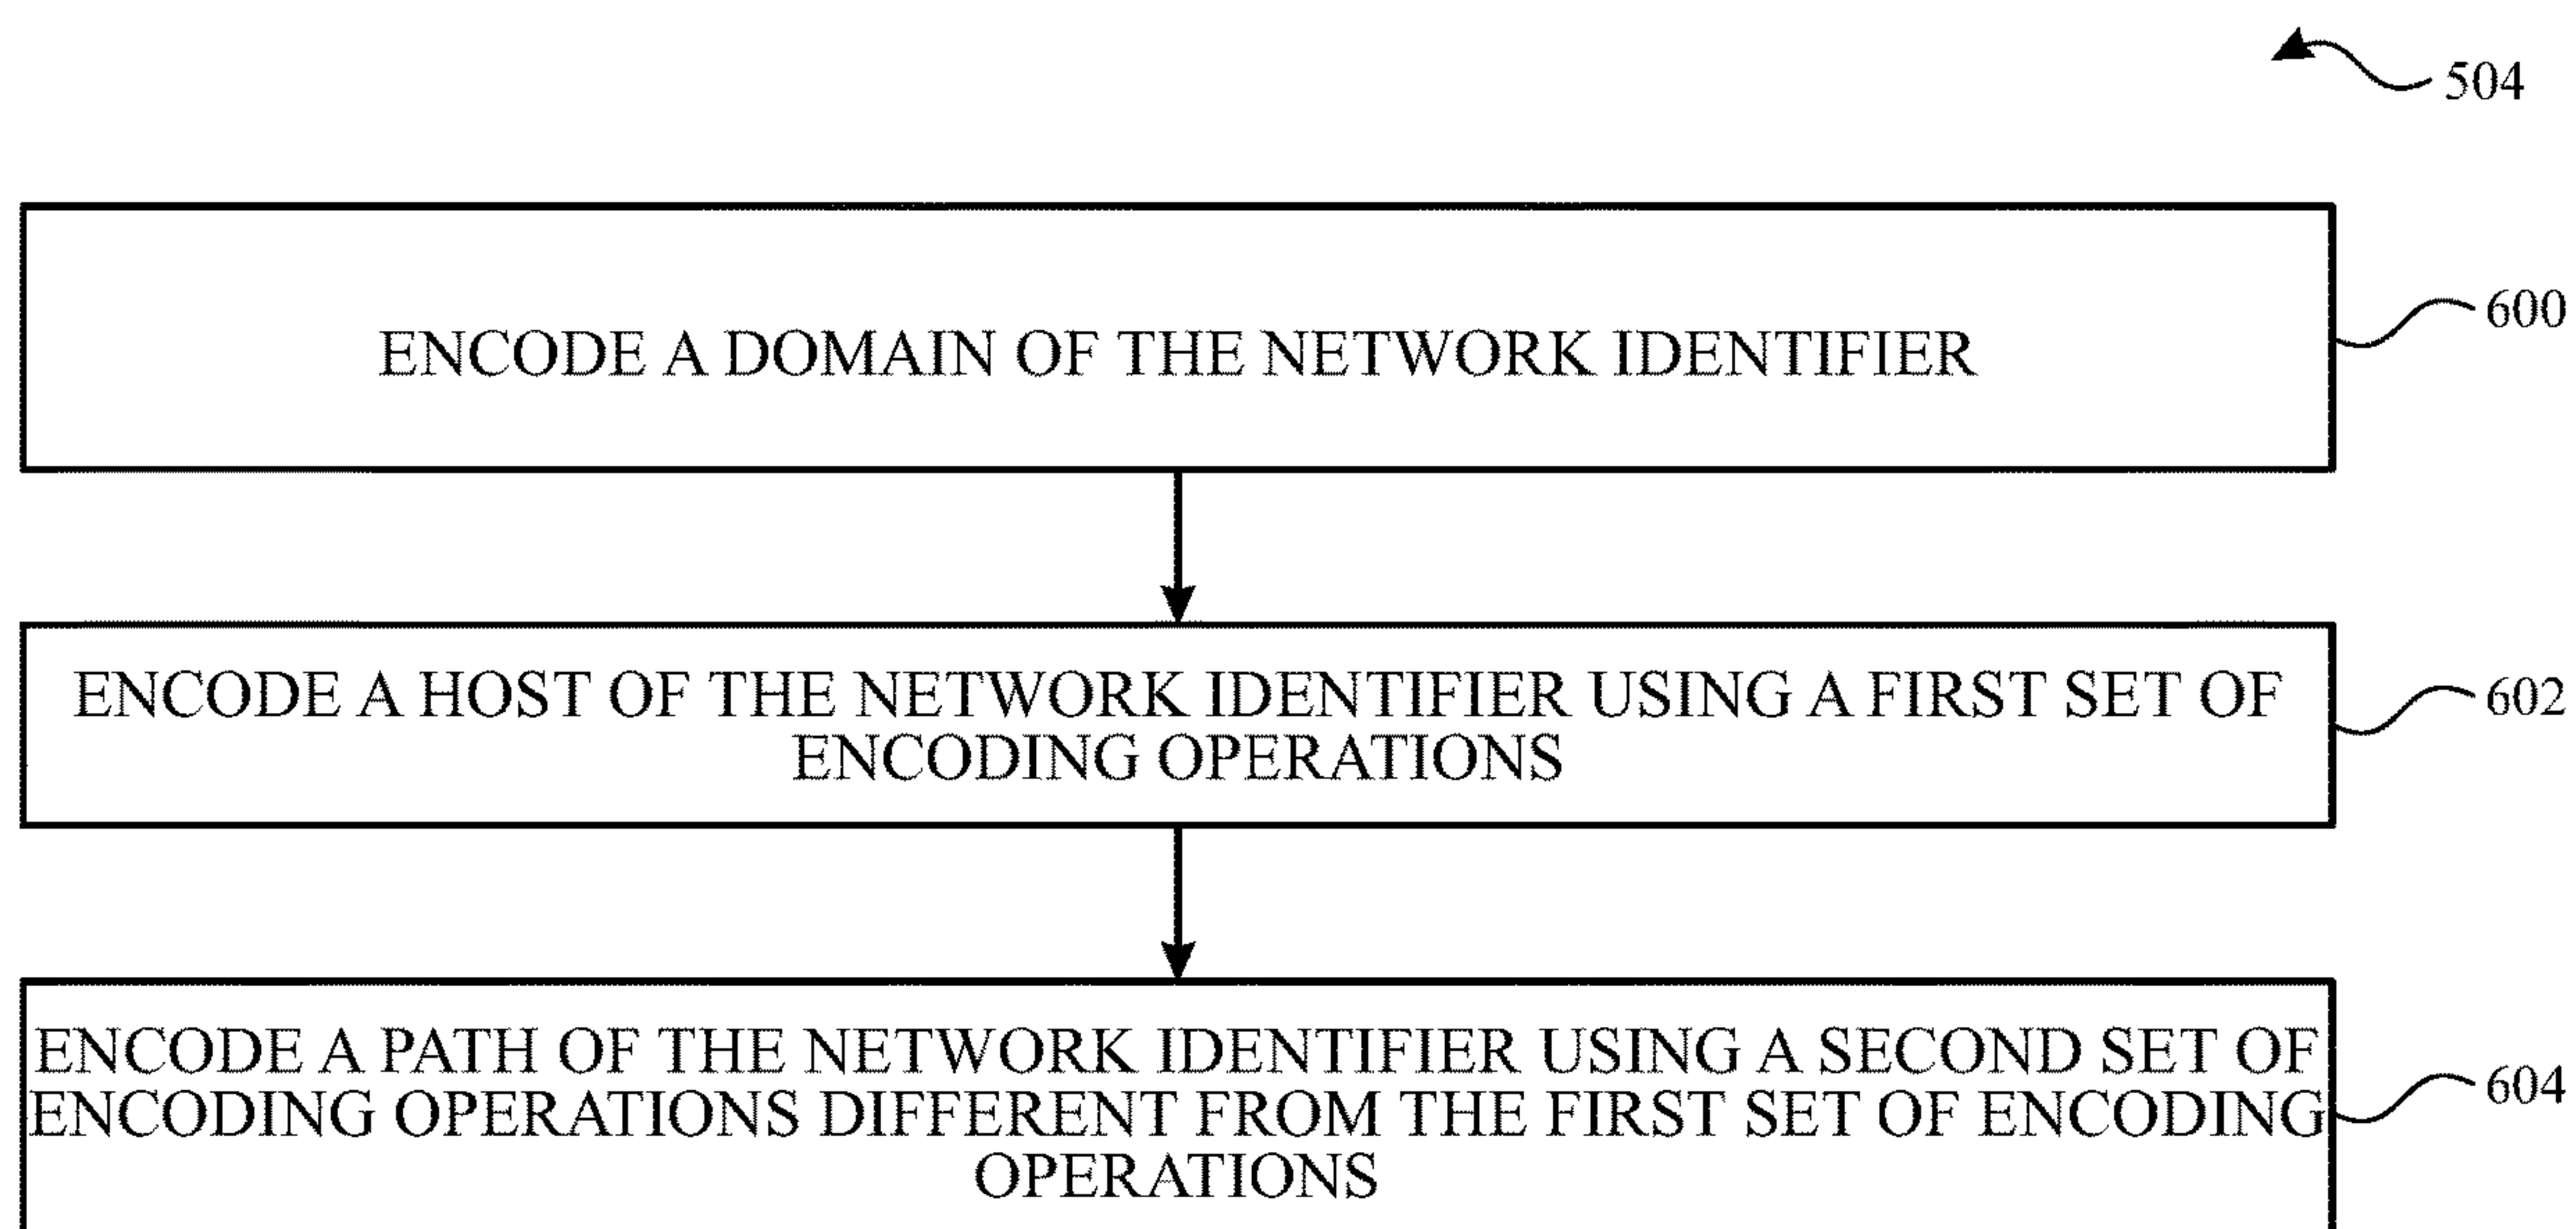 504
ENCODE A DOMAIN OF THE NETWORK IDENTIFIER
600
ENCODE A HOST OF THE NETWORK IDENTIFIER USING A FIRST SET OF
ENCODING OPERATIONS
602
ENCODE A PATH OF THE NETWORK IDENTIFIER USING A SECOND SET OF
ENCODING OPERATIONS DIFFERENT FROM THE FIRST SET OF ENCODING
OPERATIONS
604